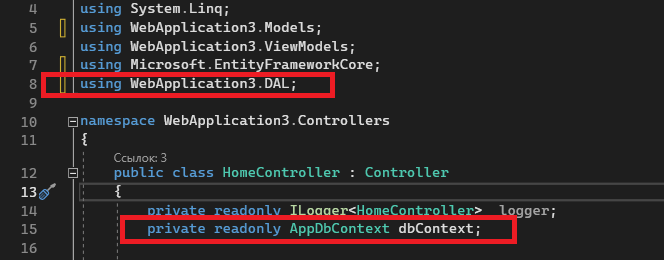 4 using System.Linq;
5 using WebApplication3.Models;
6 using WebApplication3.ViewModels;
7 using Microsoft.EntityFrameworkCore;
8 using WebApplication3.DAL;
9
10 namespace WebApplication3.Controllers
11 {
Ссылок: 3
12 public class HomeController : Controller
13 {
14 private readonly ILogger<HomeController> _logger;
15 private readonly AppDbContext dbContext;
16